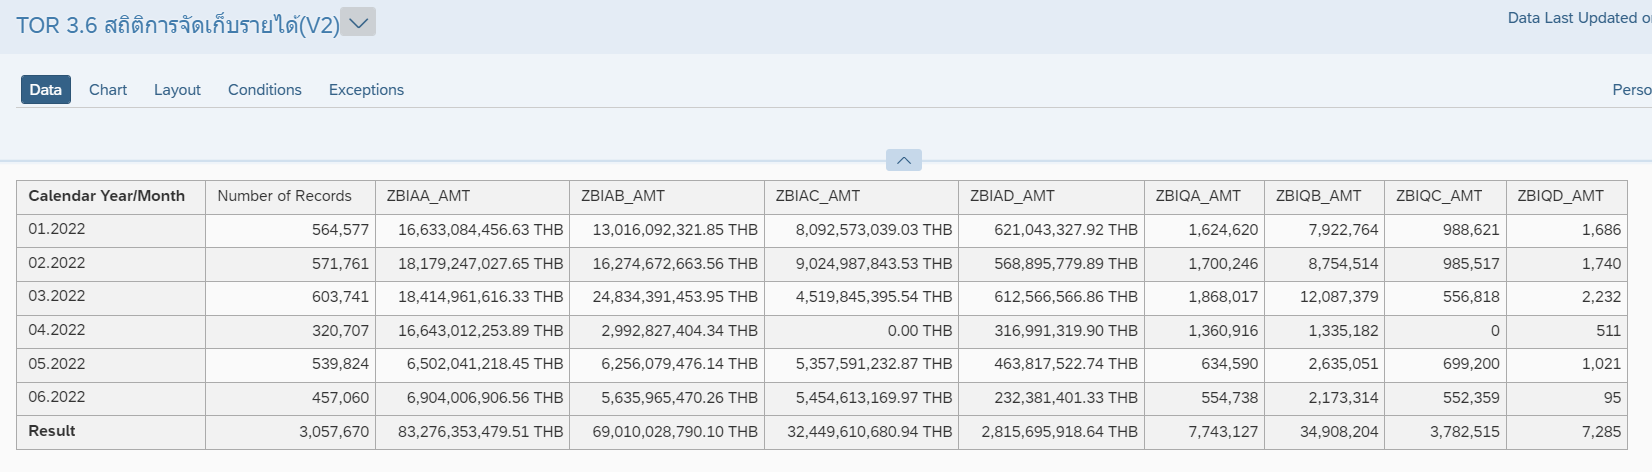 TOR 3.6 สถิติการจัดเก็บรายได้(V2)
Data Last Updated o
Data Chart Layout Conditions Exceptions
Perso
Calendar Year/Month Number of Records ZBIAA_AMT ZBIAB_AMT ZBIAC_AMT ZBIAD_AMT ZBIQA_AMT ZBIQB_AMT ZBIQC_AMT ZBIQD_AMT
01.2022 564,577 16,633,084,456.63 THB 13,016,092,321.85 THB 8,092,573,039.03 THB 621,043,327.92 THB 1,624,620 7,922,764 988,621 1,686
02.2022 571,761 18,179,247,027.65 THB 16,274,672,663.56 THB 9,024,987,843.53 THB 568,895,779.89 THB 1,700,246 8,754,514 985,517 1,740
03.2022 603,741 18,414,961,616.33 THB 24,834,391,453.95 THB 4,519,845,395.54 THB 612,566,566.86 THB 1,868,017 12,087,379 556,818 2,232
04.2022 320,707 16,643,012,253.89 THB 2,992,827,404.34 THB 0.00 THB 316,991,319.90 THB 1,360,916 1,335,182 0 511
05.2022 539,824 6,502,041,218.45 THB 6,256,079,476.14 THB 5,357,591,232.87 THB 463,817,522.74 THB 634,590 2,635,051 699,200 1,021
06.2022 457,060 6,904,006,906.56 THB 5,635,965,470.26 THB 5,454,613,169.97 THB 232,381,401.33 THB 554,738 2,173,314 552,359 95
Result 3,057,670 83,276,353,479.51 THB 69,010,028,790.10 THB 32,449,610,680.94 THB 2,815,695,918.64 THB 7,743,127 34,908,204 3,782,515 7,285